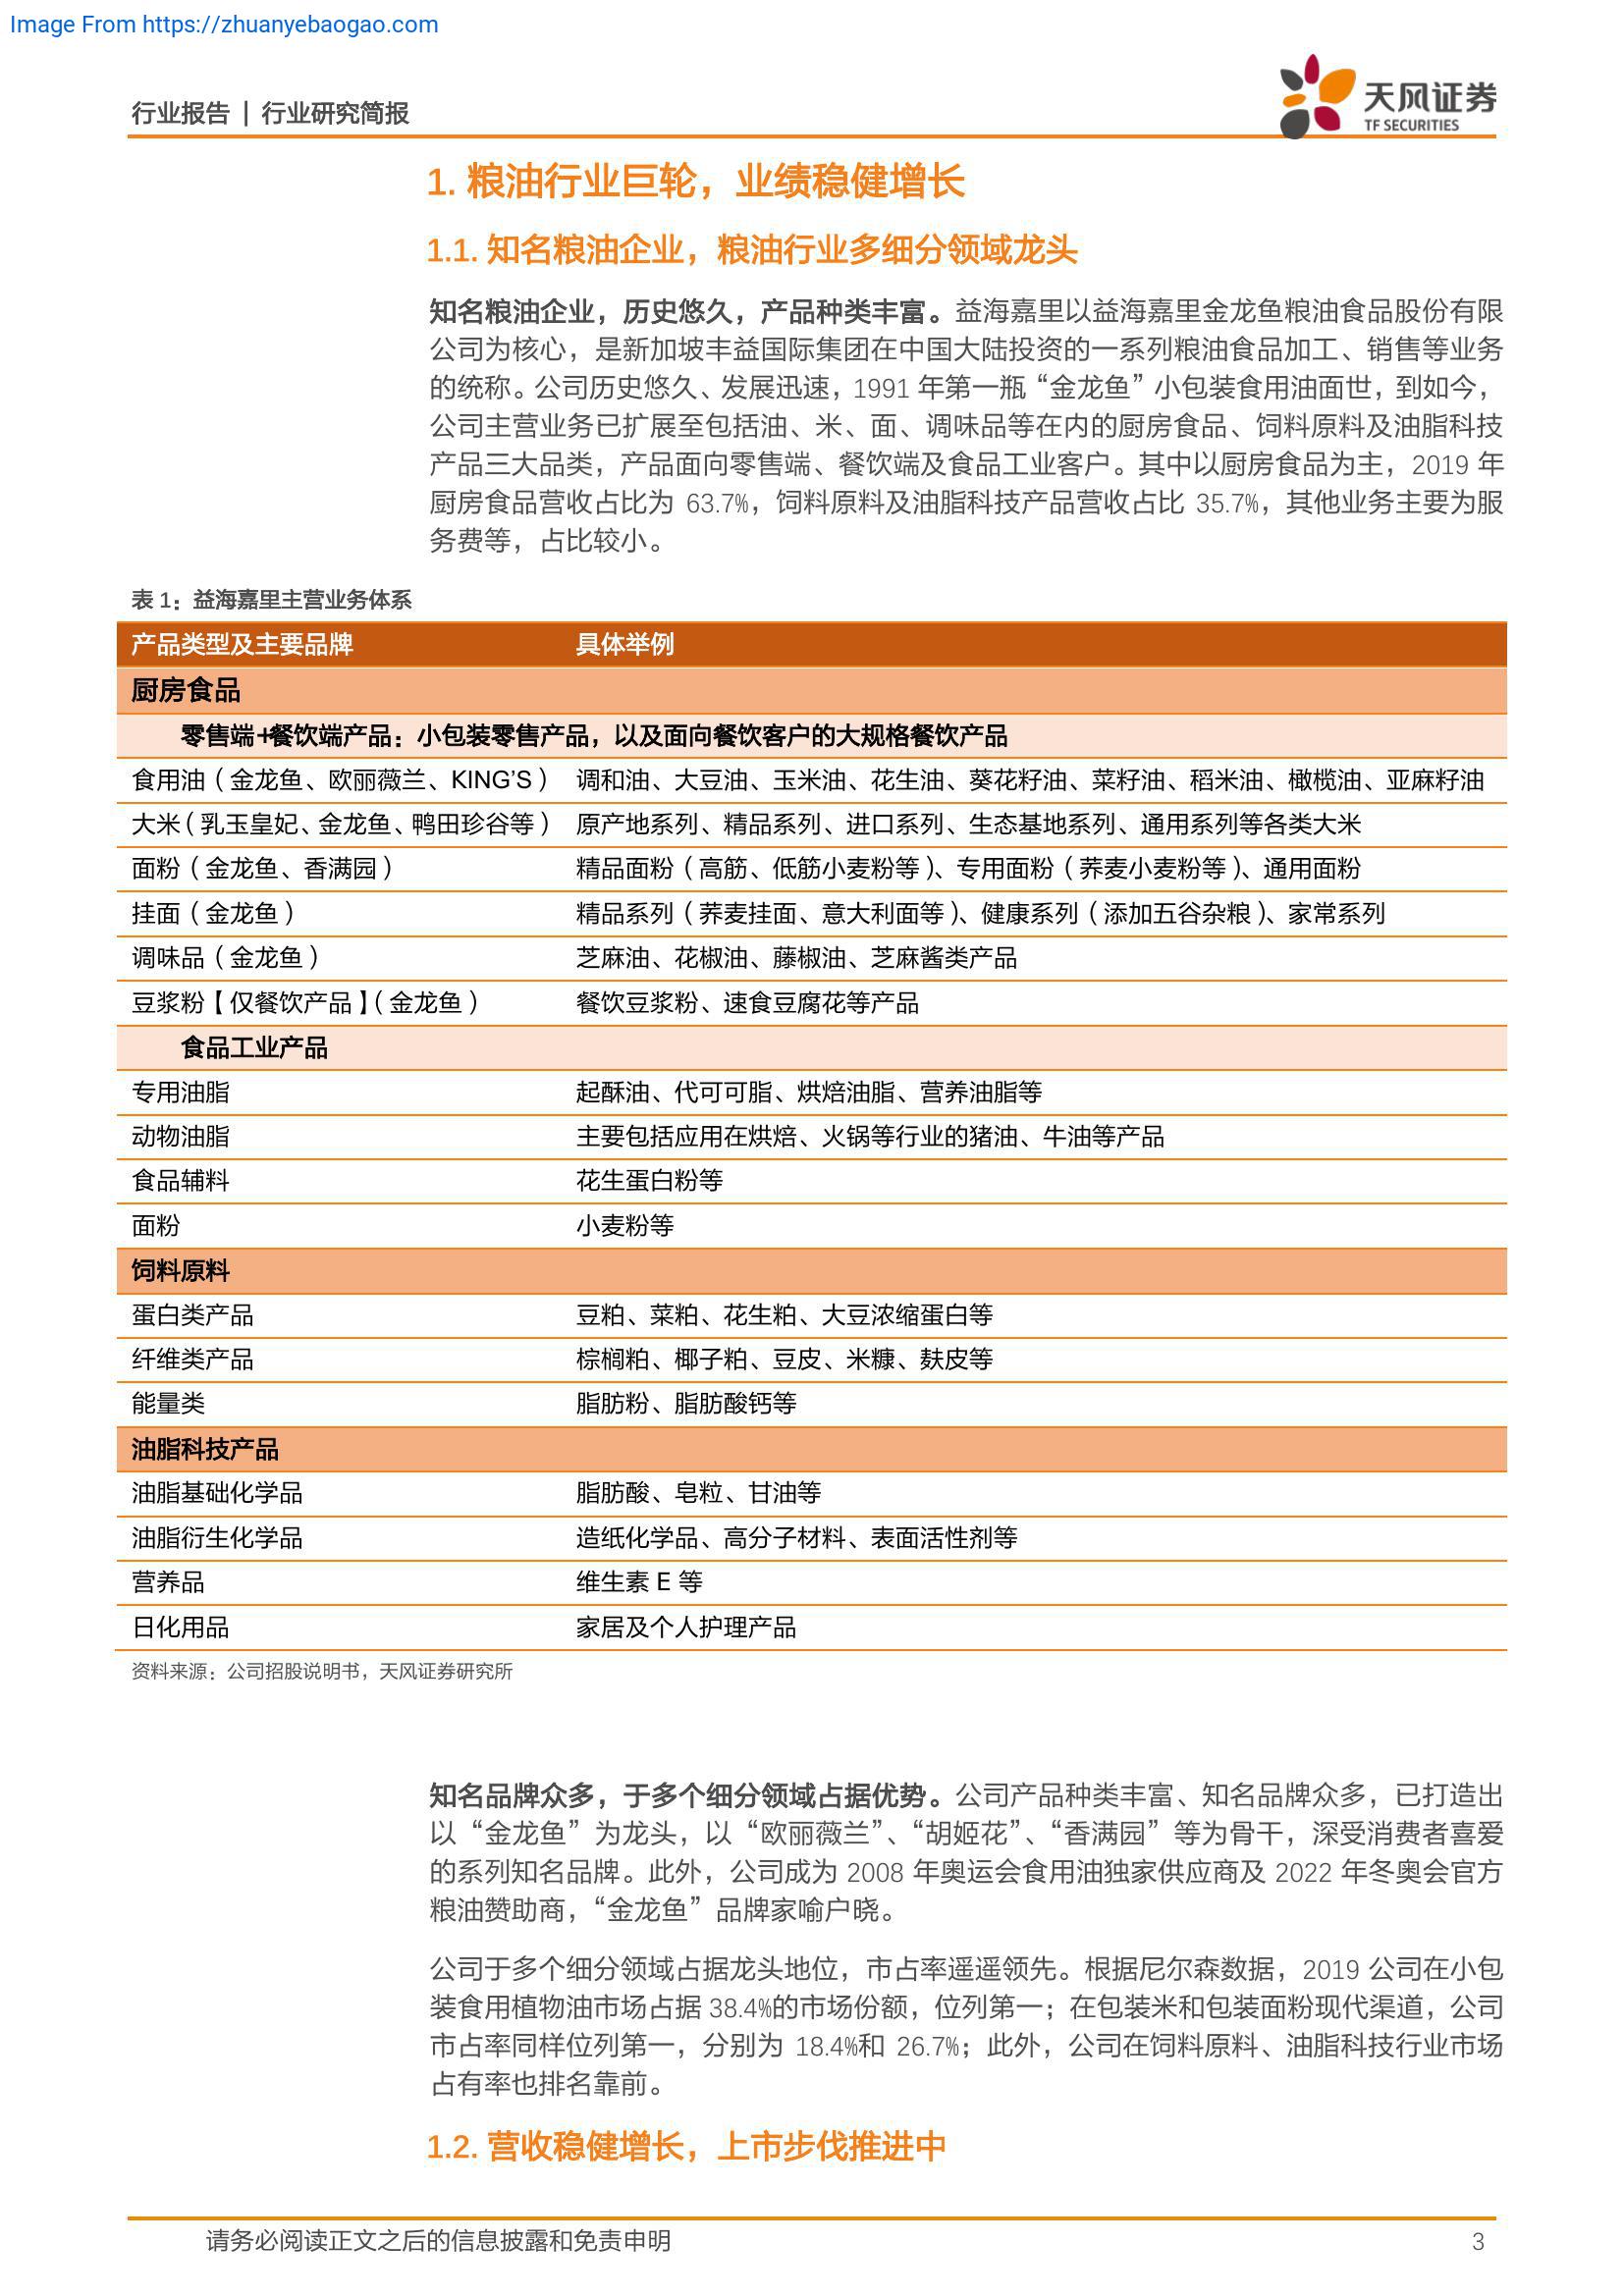 Image From https://zhuanyebaogao.com
行业报告 | 行业研究简报
天风证券
TF SECURITIES
1. 粮油行业巨轮，业绩稳健增长
1.1. 知名粮油企业，粮油行业多细分领域龙头
知名粮油企业，历史悠久，产品种类丰富。益海嘉里以益海嘉里金龙鱼粮油食品股份有限
公司为核心，是新加坡丰益国际集团在中国大陆投资的一系列粮油食品加工、销售等业务
的统称。公司历史悠久、发展迅速，1991 年第一瓶“金龙鱼”小包装食用油面世，到如今，
公司主营业务已扩展至包括油、米、面、调味品等在内的厨房食品、饲料原料及油脂科技
产品三大品类，产品面向零售端、餐饮端及食品工业客户。其中以厨房食品为主，2019 年
厨房食品营收占比为 63.7%，饲料原料及油脂科技产品营收占比 35.7%，其他业务主要为服
务费等，占比较小。
表 1：益海嘉里主营业务体系
产品类型及主要品牌 具体举例
厨房食品
零售端+餐饮端产品：小包装零售产品，以及面向餐饮客户的大规格餐饮产品
食用油（金龙鱼、欧丽薇兰、KING’S） 调和油、大豆油、玉米油、花生油、葵花籽油、菜籽油、稻米油、橄榄油、亚麻籽油
大米（乳玉皇妃、金龙鱼、鸭田珍谷等） 原产地系列、精品系列、进口系列、生态基地系列、通用系列等各类大米
面粉（金龙鱼、香满园） 精品面粉（高筋、低筋小麦粉等）、专用面粉（荞麦小麦粉等）、通用面粉
挂面（金龙鱼） 精品系列（荞麦挂面、意大利面等）、健康系列（添加五谷杂粮）、家常系列
调味品（金龙鱼） 芝麻油、花椒油、藤椒油、芝麻酱类产品
豆浆粉【仅餐饮产品】（金龙鱼） 餐饮豆浆粉、速食豆腐花等产品
食品工业产品
专用油脂 起酥油、代可可脂、烘焙油脂、营养油脂等
动物油脂 主要包括应用在烘焙、火锅等行业的猪油、牛油等产品
食品辅料 花生蛋白粉等
面粉 小麦粉等
饲料原料
蛋白类产品 豆粕、菜粕、花生粕、大豆浓缩蛋白等
纤维类产品 棕榈粕、椰子粕、豆皮、米糠、麸皮等
能量类 脂肪粉、脂肪酸钙等
油脂科技产品
油脂基础化学品 脂肪酸、皂粒、甘油等
油脂衍生化学品 造纸化学品、高分子材料、表面活性剂等
营养品 维生素 E 等
日化用品 家居及个人护理产品
资料来源：公司招股说明书，天风证券研究所
知名品牌众多，于多个细分领域占据优势。公司产品种类丰富、知名品牌众多，已打造出
以“金龙鱼”为龙头，以“欧丽薇兰”、“胡姬花”、“香满园”等为骨干，深受消费者喜爱
的系列知名品牌。此外，公司成为 2008 年奥运会食用油独家供应商及 2022 年冬奥会官方
粮油赞助商，“金龙鱼”品牌家喻户晓。
公司于多个细分领域占据龙头地位，市占率遥遥领先。根据尼尔森数据，2019 公司在小包
装食用植物油市场占据 38.4%的市场份额，位列第一；在包装米和包装面粉现代渠道，公司
市占率同样位列第一，分别为 18.4%和 26.7%；此外，公司在饲料原料、油脂科技行业市场
占有率也排名靠前。
1.2. 营收稳健增长，上市步伐推进中
请务必阅读正文之后的信息披露和免责申明 3